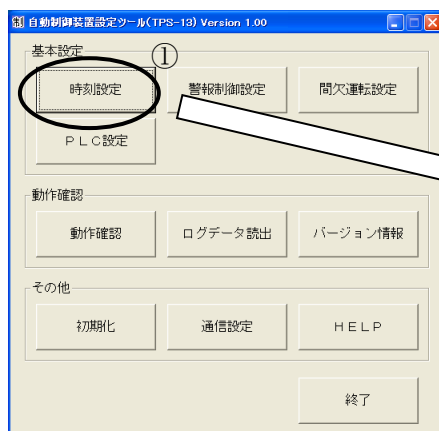 制 自動制御装置設定ツール(TPS-13) Version 1.00
基本設定
①
時刻設定 警報制御設定 間欠運転設定
ＰＬＣ設定
動作確認
動作確認 ログデータ読出 バージョン情報
その他
初期化 通信設定 ＨＥＬＰ
終了